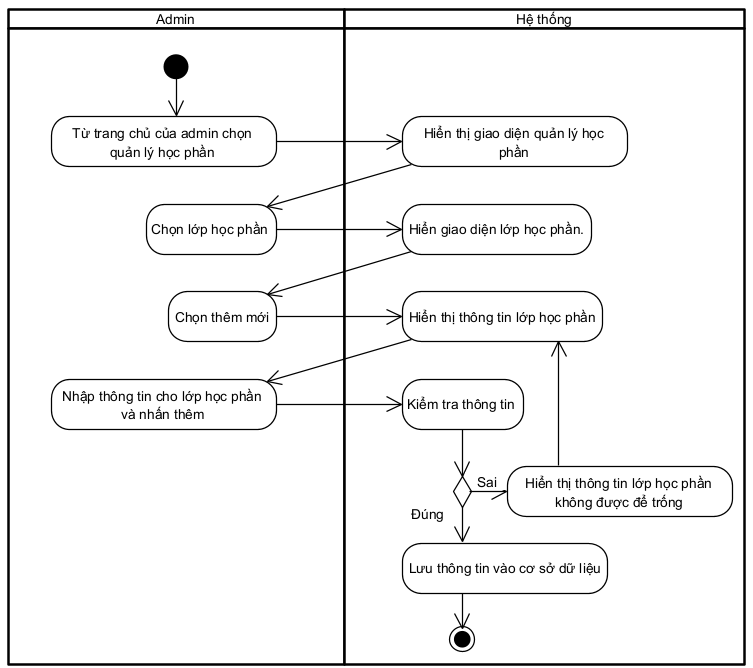 Admin
Hệ thống
Từ trang chủ của admin chọn
quản lý học phần
Hiển thị giao diện quản lý học
phần
Chọn lớp học phần
Hiển giao diện lớp học phần.
Chọn thêm mới
Hiển thị thông tin lớp học phần
Nhập thông tin cho lớp học phần
và nhấn thêm
Kiểm tra thông tin
Sai
Hiển thị thông tin lớp học phần
không được để trống
Đúng
Lưu thông tin vào cơ sở dữ liệu